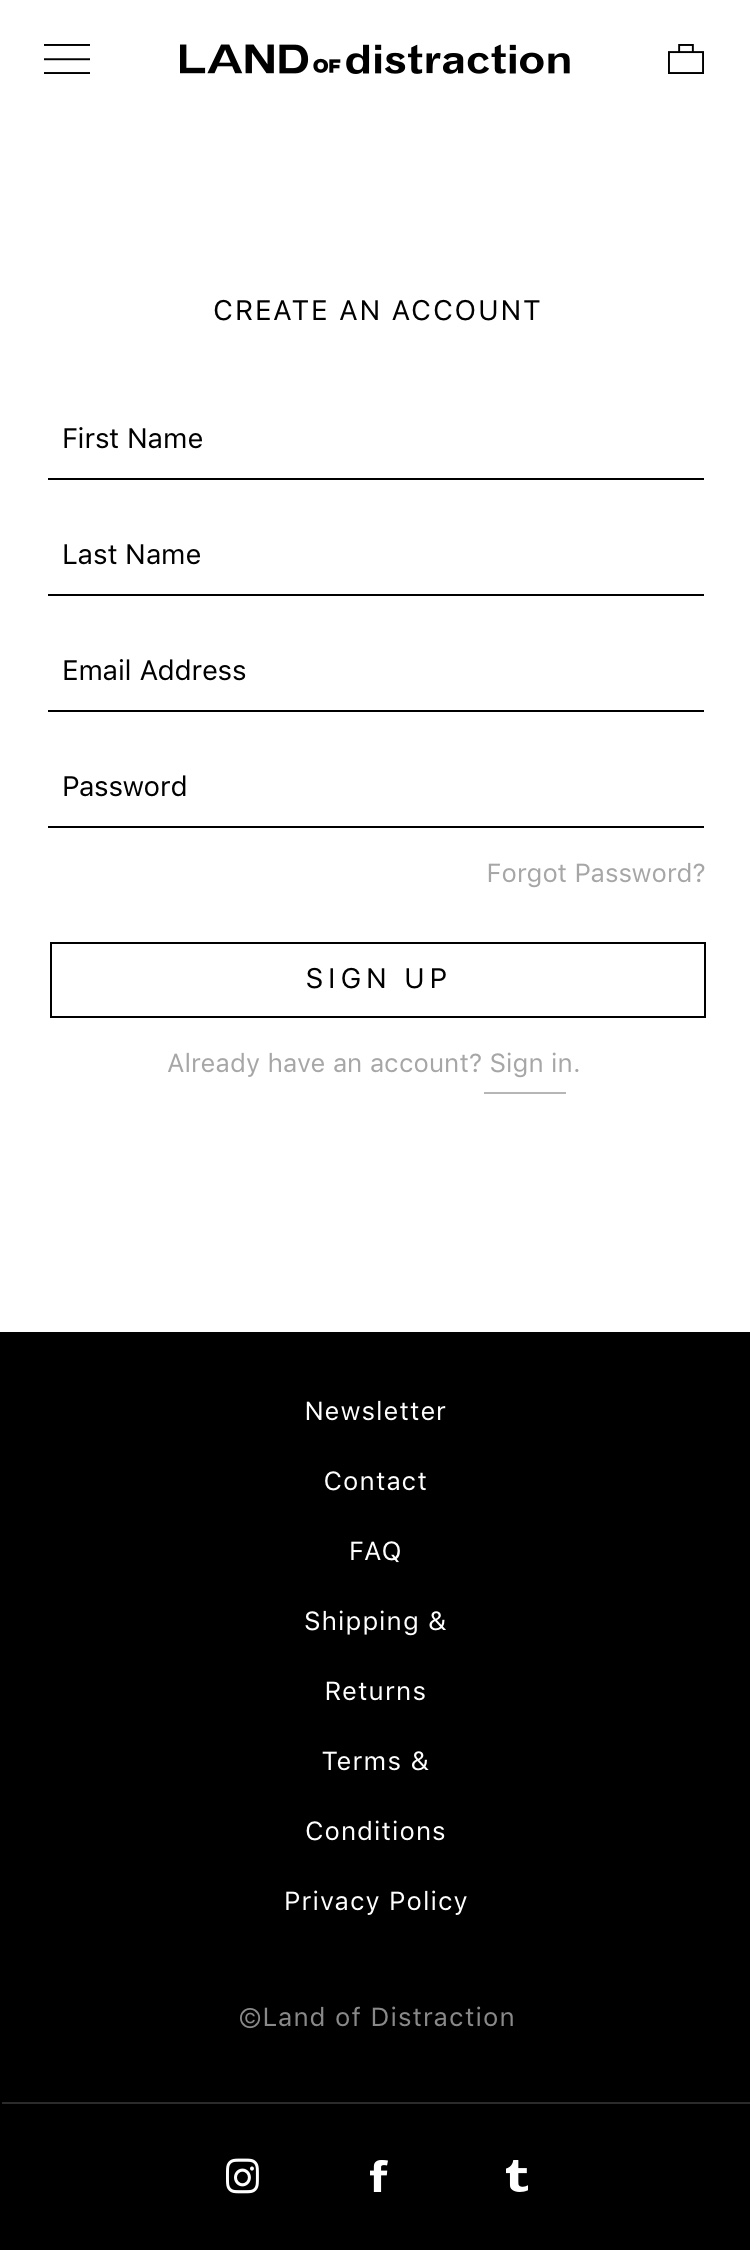 LAND OF distraction
CREATE AN ACCOUNT
First Name
Last Name
Email Address
Password
Forgot Password?
SIGN UP
Already have an account? Sign in.
Newsletter
Contact
FAQ
Shipping &
Returns
Terms &
Conditions
Privacy Policy
©Land of Distraction